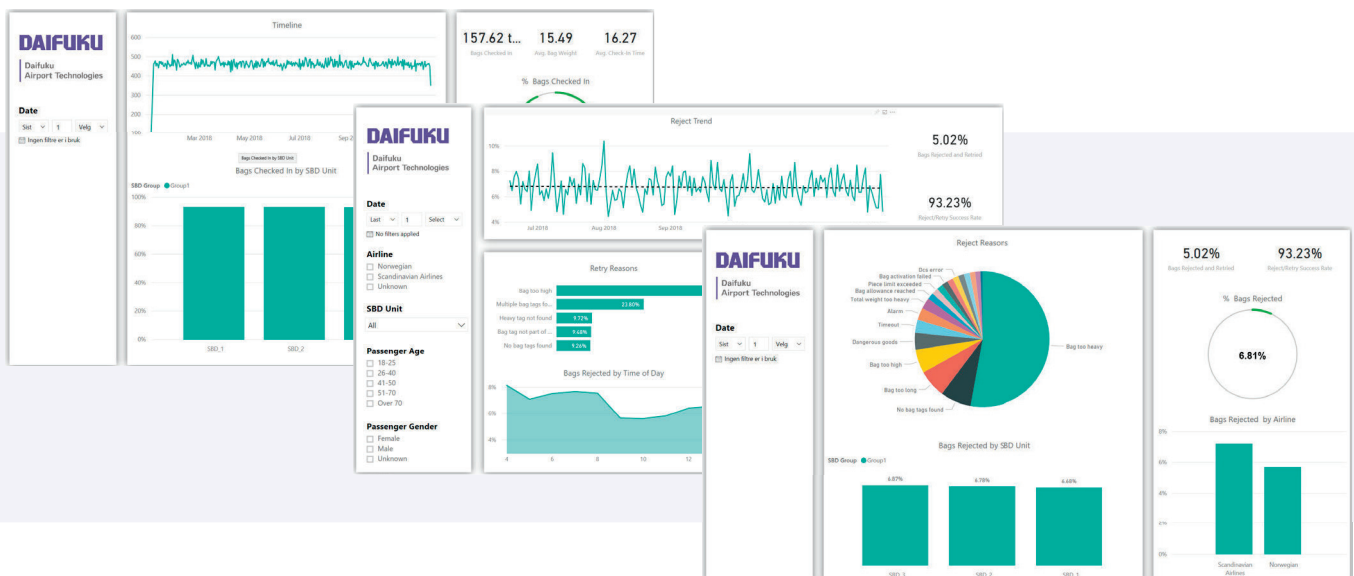 DAIFUKU
Daifuku
Airport Technologies
Date
Sist 1 Velg
Ingen filtre er i bruk
Timeline
600
500
400
300
200
100
Mar 2018 May 2018 Jul 2018 Sep 2
Bags Checked In by SBD Unit
Bags Checked In by SBD Unit
SBD Group Group1
100%
80%
60%
40%
20%
0%
SBD_1 SBD_2
157.62 t... 15.49 16.27
Bags Checked in Avg. Bag Weight Avg. Check-in Time
% Bags Checked In
DAIFUKU
Daifuku
Airport Technologies
Date
Last 1 Select
No filters applied
Airline
Norwegian
Scandinavian Airlines
Unknown
SBD Unit
All
Passenger Age
18-25
26-40
41-50
51-70
Over 70
Passenger Gender
Female
Male
Unknown
Reject Trend
10%
8%
6%
4%
Jul 2018 Aug 2018 Sep 2018
5.02%
Bags Rejected and Retried
93.23%
Reject/Retry Success Rate
Retry Reasons
Bag too high
Multiple bag tags fo... 23.80%
Heavy tag not found 9.72%
Bag tag not part of ... 9.48%
No bag tags found 9.26%
Bags Rejected by Time of Day
8%
6%
4%
4 6 8 10 12
DAIFUKU
Daifuku
Airport Technologies
Date
Sist 1 Velg
Ingen filtre er i bruk
Reject Reasons
Dcs error
Bag activation failed
Piece limit exceeded
Bag allowance reached
Total weight too heavy
Alarm
Timeout
Dangerous goods
Bag too high
Bag too long
No bag tags found
Bag too heavy
Bags Rejected by SBD Unit
SBD Group Group1
6.87% 6.78% 6.68%
SBD_3 SBD_2 SBD_1
5.02% 93.23%
Bags Rejected and Retried Reject/Retry Success Rate
% Bags Rejected
6.81%
Bags Rejected by Airline
8%
6%
4%
2%
0%
Scandinavian
Airlines
Norwegian